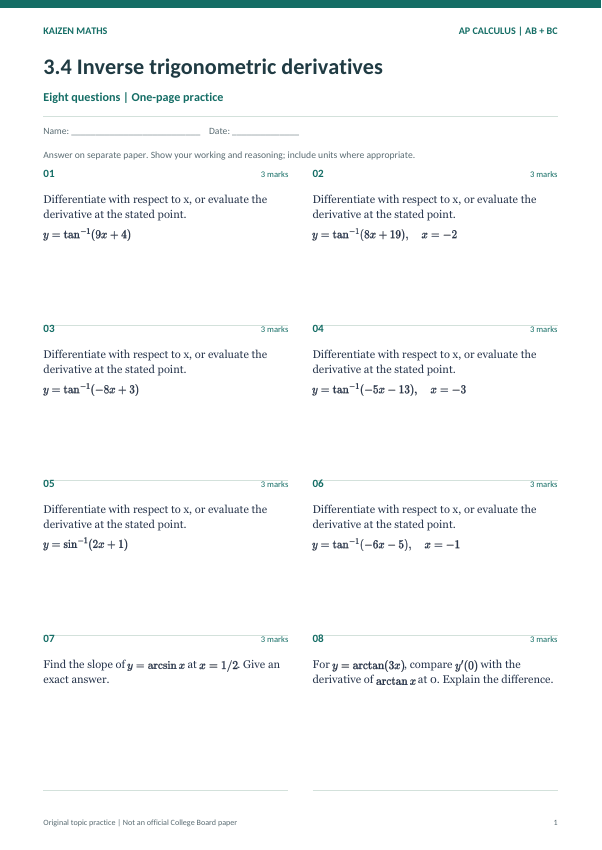 KAIZEN MATHS
AP CALCULUS | AB + BC
3.4 Inverse trigonometric derivatives
Eight questions | One-page practice
Name: ___________________________ Date: ______________
Answer on separate paper. Show your working and reasoning; include units where appropriate.
01 3 marks
Differentiate with respect to x, or evaluate the
derivative at the stated point.
y = tan⁻¹(9x + 4)
02 3 marks
Differentiate with respect to x, or evaluate the
derivative at the stated point.
y = tan⁻¹(8x + 19), x = −2
03 3 marks
Differentiate with respect to x, or evaluate the
derivative at the stated point.
y = tan⁻¹(−8x + 3)
04 3 marks
Differentiate with respect to x, or evaluate the
derivative at the stated point.
y = tan⁻¹(−5x − 13), x = −3
05 3 marks
Differentiate with respect to x, or evaluate the
derivative at the stated point.
y = sin⁻¹(2x + 1)
06 3 marks
Differentiate with respect to x, or evaluate the
derivative at the stated point.
y = tan⁻¹(−6x − 5), x = −1
07 3 marks
Find the slope of y = arcsin x at x = 1/2. Give an
exact answer.
08 3 marks
For y = arctan(3x), compare y′(0) with the
derivative of arctan x at 0. Explain the difference.
Original topic practice | Not an official College Board paper
1